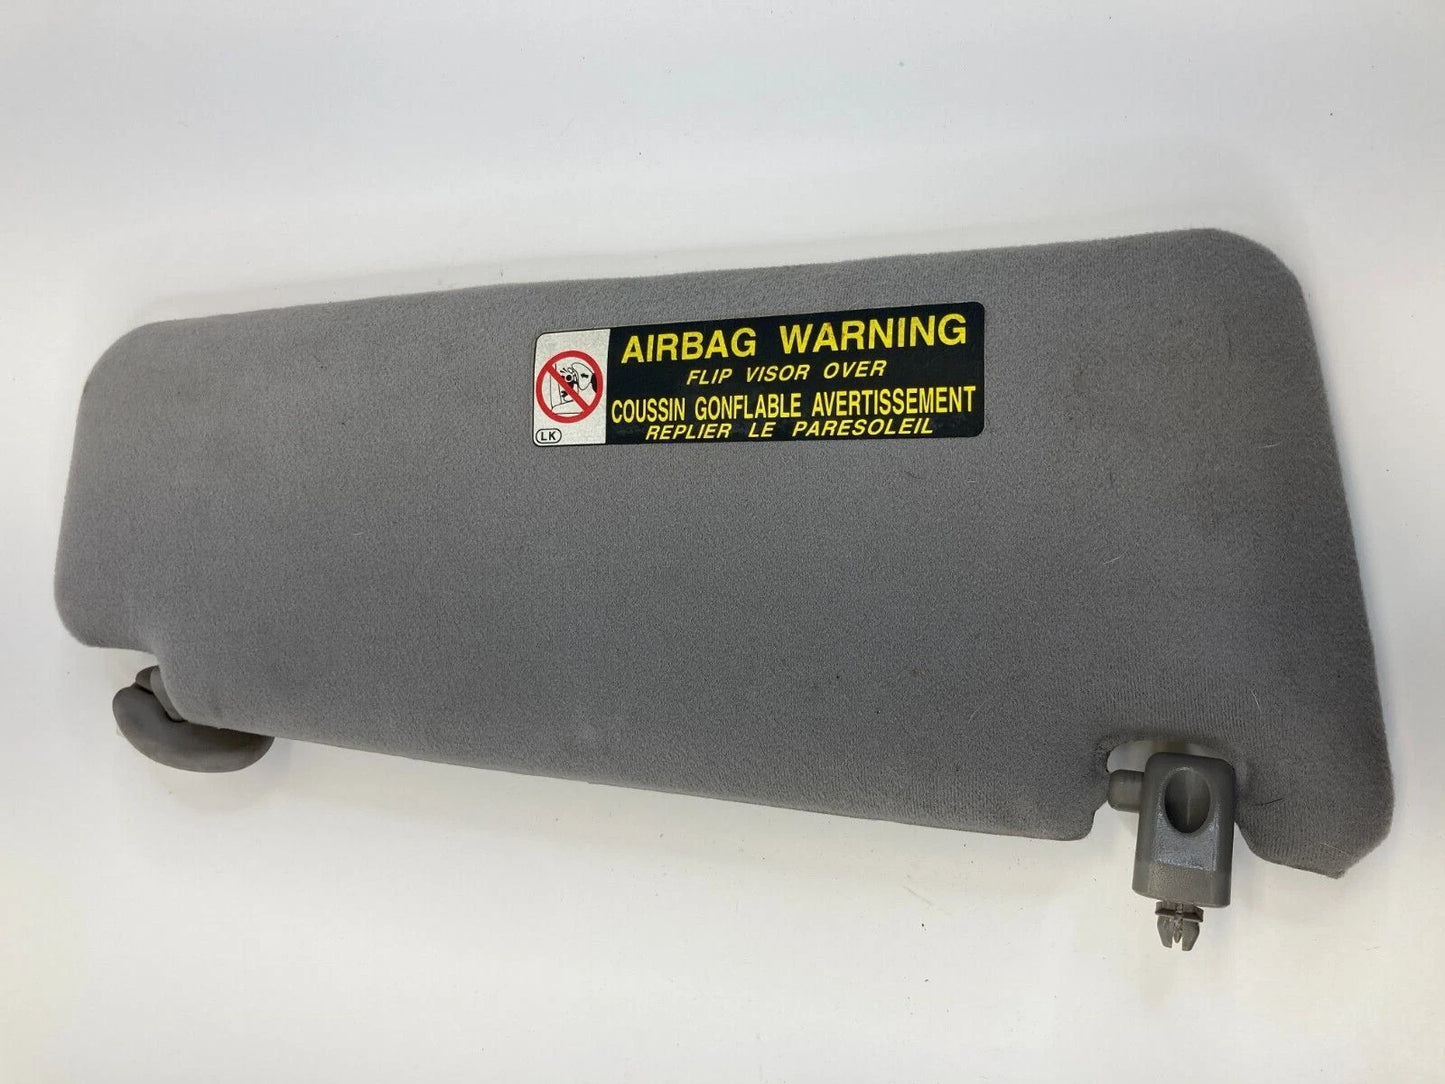 AIRBAG WARNING
FLIP VISOR OVER
COUSSIN GONFLABLE AVERTISSEMENT
REPLIER LE PARESOLEIL
LK